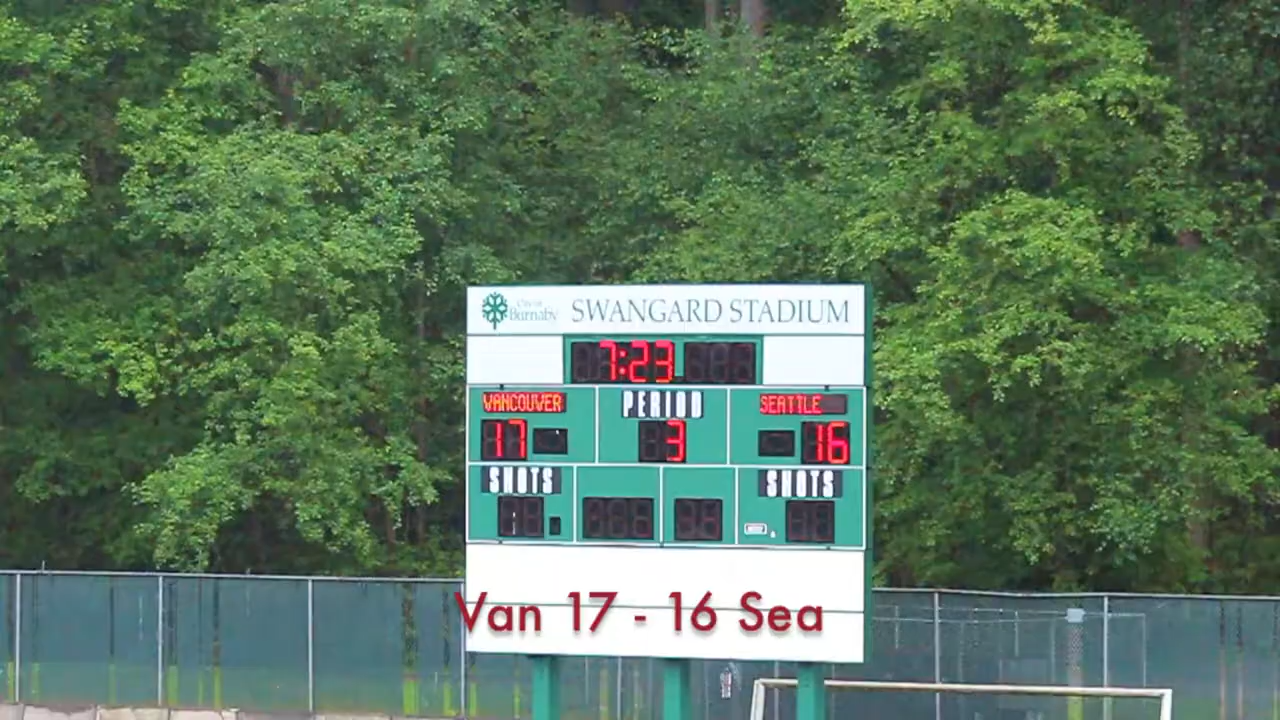 City of
Burnaby
SWANGARD STADIUM
7:23
VANCOUVER
PERIOD
SEATTLE
17
3
16
SHOTS
SHOTS
Van 17 - 16 Sea